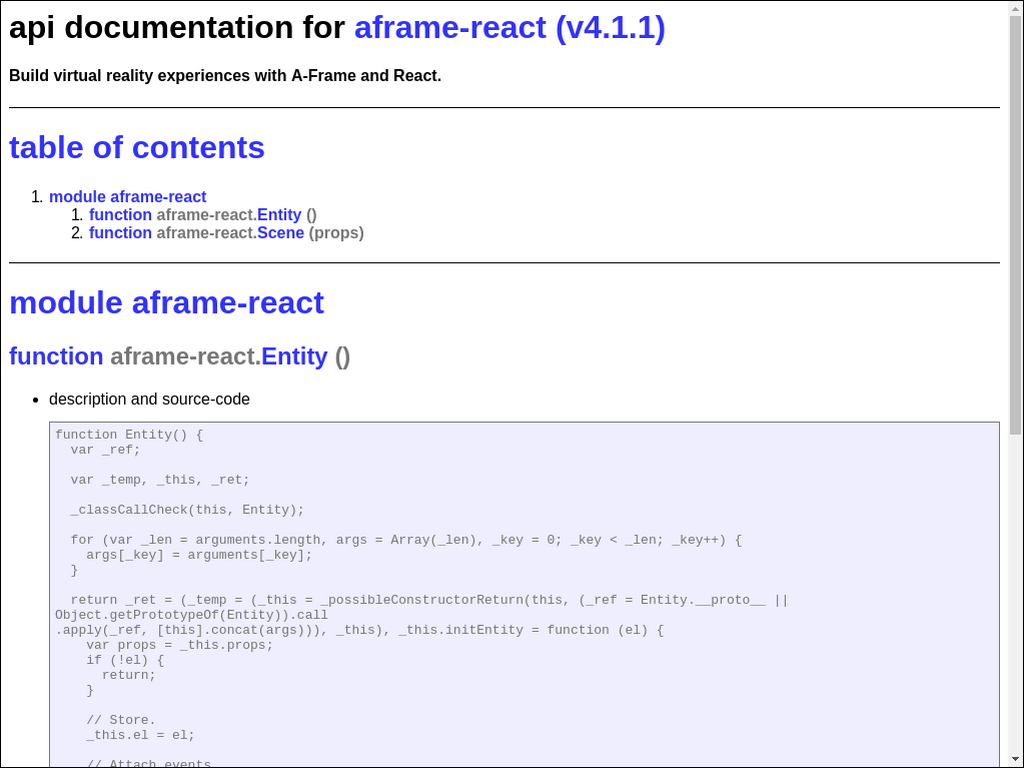 api documentation for aframe-react (v4.1.1)
Build virtual reality experiences with A-Frame and React.
table of contents
1. module aframe-react
1. function aframe-react.Entity ()
2. function aframe-react.Scene (props)
module aframe-react
function aframe-react.Entity ()
• description and source-code
function Entity() {
  var _ref;
  var _temp, _this, _ret;
  _classCallCheck(this, Entity);
  for (var _len = arguments.length, args = Array(_len), _key = 0; _key < _len; _key++) {
    args[_key] = arguments[_key];
  }
  return _ret = (_temp = (_this = _possibleConstructorReturn(this, (_ref = Entity.__proto__ ||
Object.getPrototypeOf(Entity)).call
.apply(_ref, [this].concat(args))), _this), _this.initEntity = function (el) {
    var props = _this.props;
    if (!el) {
      return;
    }
    // Store.
    _this.el = el;
    // Attach events.